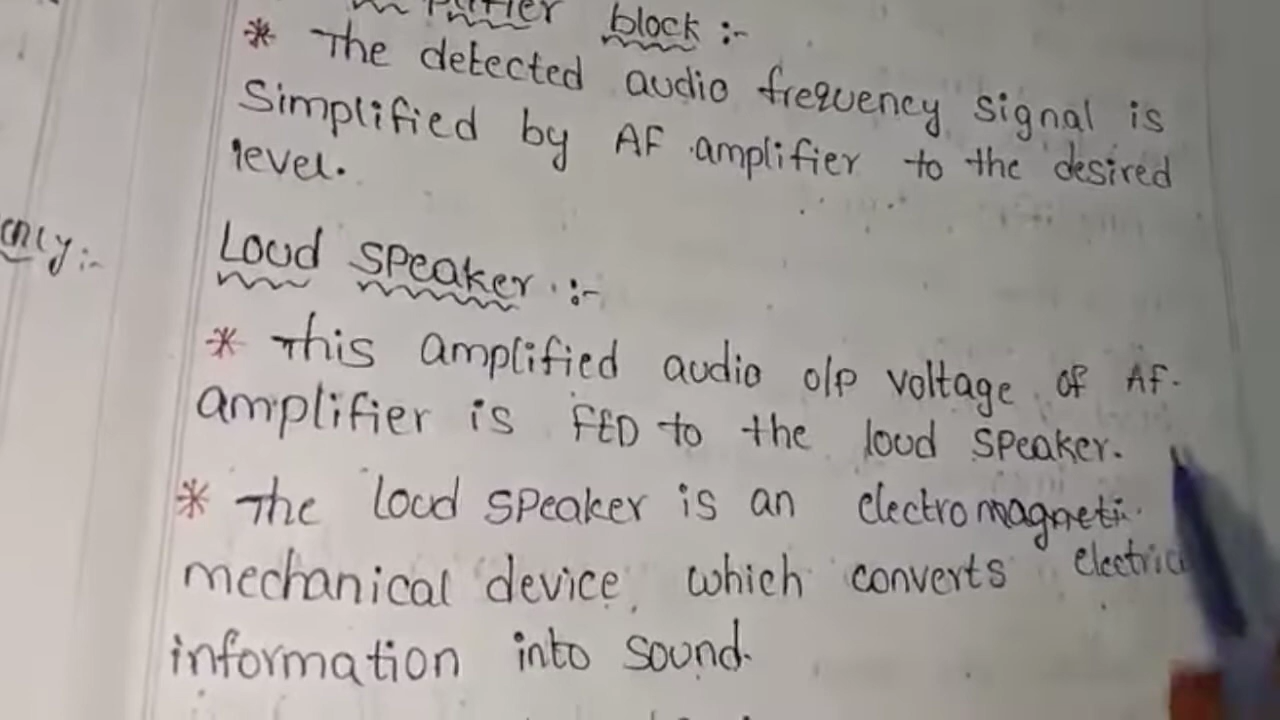 block :-
* The detected audio frequency signal is
Simplified by AF amplifier to the desired
level.
Loud speaker :-
* This amplified audio o/p voltage of AF.
amplifier is FED to the loud speaker.
* The loud speaker is an electromagneti
mechanical device, which converts electric
information into sound.